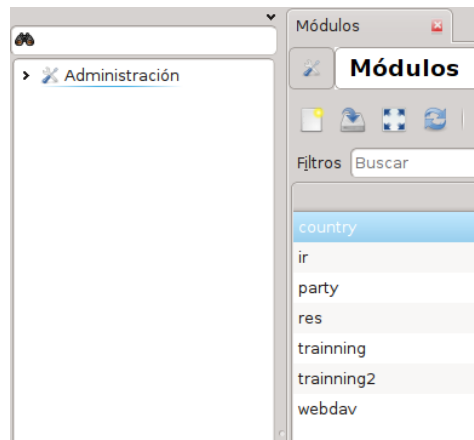 Administración
Módulos
Módulos
Filtros Buscar
country
ir
party
res
trainning
trainning2
webdav